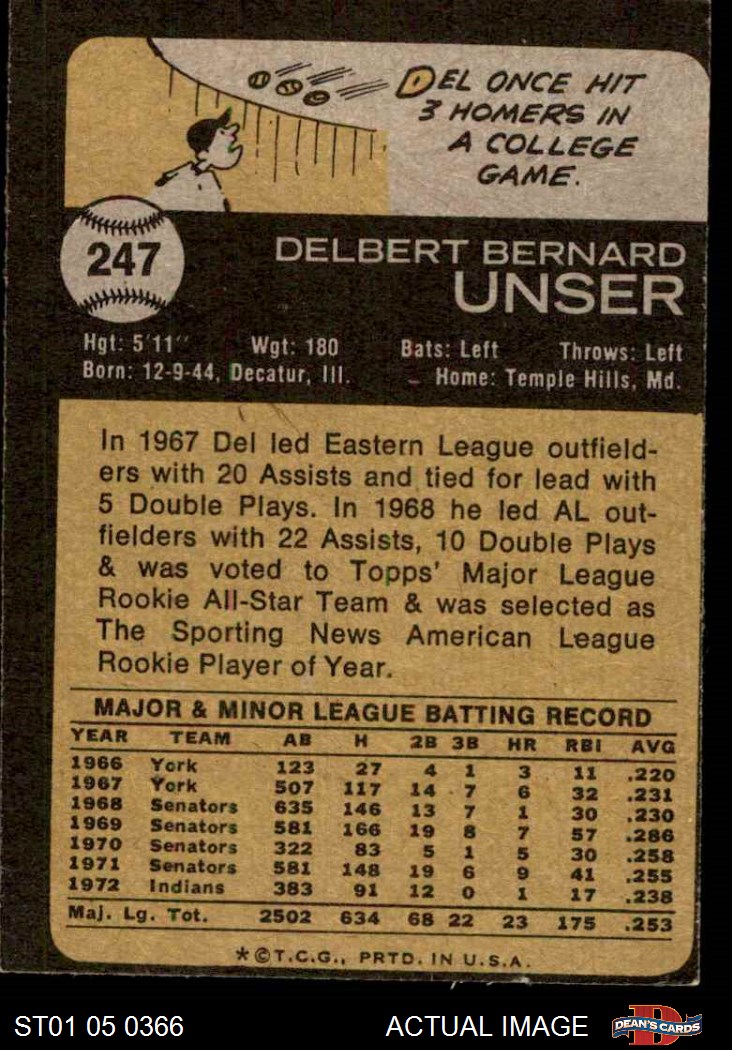 DEL ONCE HIT
3 HOMERS IN
A COLLEGE
GAME.
247
DELBERT BERNARD
UNSER
Hgt: 5'11" Wgt: 180 Bats: Left Throws: Left
Born: 12-9-44, Decatur, Ill. Home: Temple Hills, Md.
In 1967 Del led Eastern League outfield-
ers with 20 Assists and tied for lead with
5 Double Plays. In 1968 he led AL out-
fielders with 22 Assists, 10 Double Plays
& was voted to Topps' Major League
Rookie All-Star Team & was selected as
The Sporting News American League
Rookie Player of Year.
MAJOR & MINOR LEAGUE BATTING RECORD
YEAR TEAM AB H 2B 3B HR RBI AVG
1966 York 123 27 4 1 3 11 .220
1967 York 507 117 14 7 6 32 .231
1968 Senators 635 146 13 7 1 30 .230
1969 Senators 581 166 19 8 7 57 .286
1970 Senators 322 83 5 1 5 30 .258
1971 Senators 581 148 19 6 9 41 .255
1972 Indians 383 91 12 0 1 17 .238
Maj. Lg. Tot. 2502 634 68 22 23 175 .253
*©T.C.G., PRTD. IN U.S.A.
ST01 05 0366 ACTUAL IMAGE DEAN'S CARDS